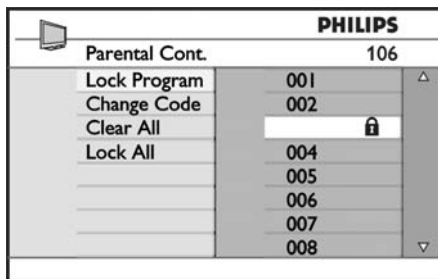 PHILIPS
Parental Cont. 106
Lock Program 001
Change Code 002
Clear All
Lock All 004
005
006
007
008